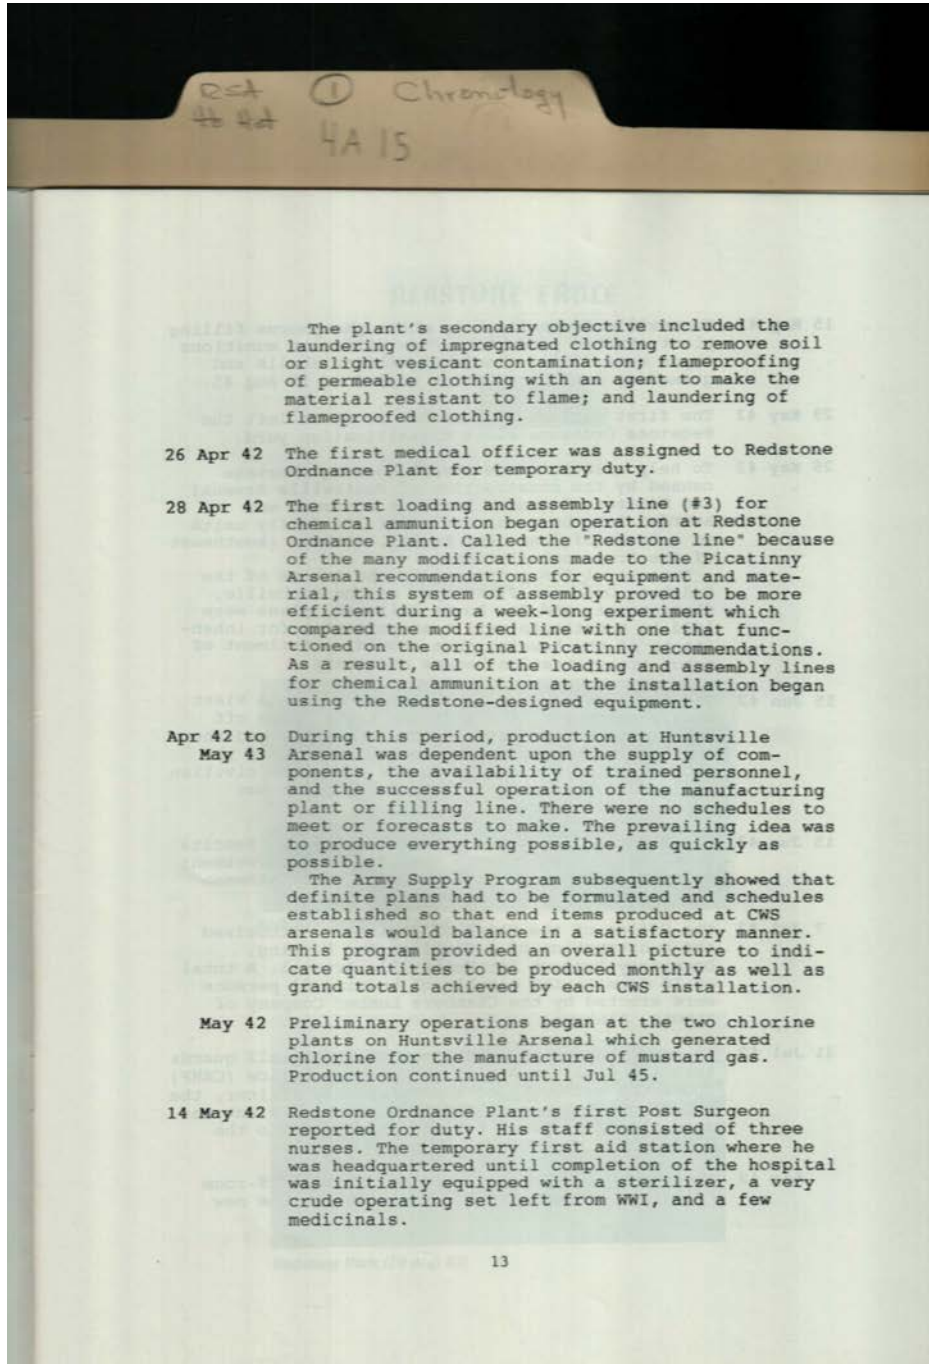 RSA ① Chronology
4A 15
The plant's secondary objective included the
laundering of impregnated clothing to remove soil
or slight vesicant contamination; flameproofing
of permeable clothing with an agent to make the
material resistant to flame; and laundering of
flameproofed clothing.
26 Apr 42 The first medical officer was assigned to Redstone
Ordnance Plant for temporary duty.
28 Apr 42 The first loading and assembly line (#3) for
chemical ammunition began operation at Redstone
Ordnance Plant. Called the "Redstone line" because
of the many modifications made to the Picatinny
Arsenal recommendations for equipment and mate-
rial, this system of assembly proved to be more
efficient during a week-long experiment which
compared the modified line with one that func-
tioned on the original Picatinny recommendations.
As a result, all of the loading and assembly lines
for chemical ammunition at the installation began
using the Redstone-designed equipment.
Apr 42 to During this period, production at Huntsville
May 43 Arsenal was dependent upon the supply of com-
ponents, the availability of trained personnel,
and the successful operation of the manufacturing
plant or filling line. There were no schedules to
meet or forecasts to make. The prevailing idea was
to produce everything possible, as quickly as
possible.
The Army Supply Program subsequently showed that
definite plans had to be formulated and schedules
established so that end items produced at CWS
arsenals would balance in a satisfactory manner.
This program provided an overall picture to indi-
cate quantities to be produced monthly as well as
grand totals achieved by each CWS installation.
May 42 Preliminary operations began at the two chlorine
plants on Huntsville Arsenal which generated
chlorine for the manufacture of mustard gas.
Production continued until Jul 45.
14 May 42 Redstone Ordnance Plant's first Post Surgeon
reported for duty. His staff consisted of three
nurses. The temporary first aid station where he
was headquartered until completion of the hospital
was initially equipped with a sterilizer, a very
crude operating set left from WWI, and a few
medicinals.
13